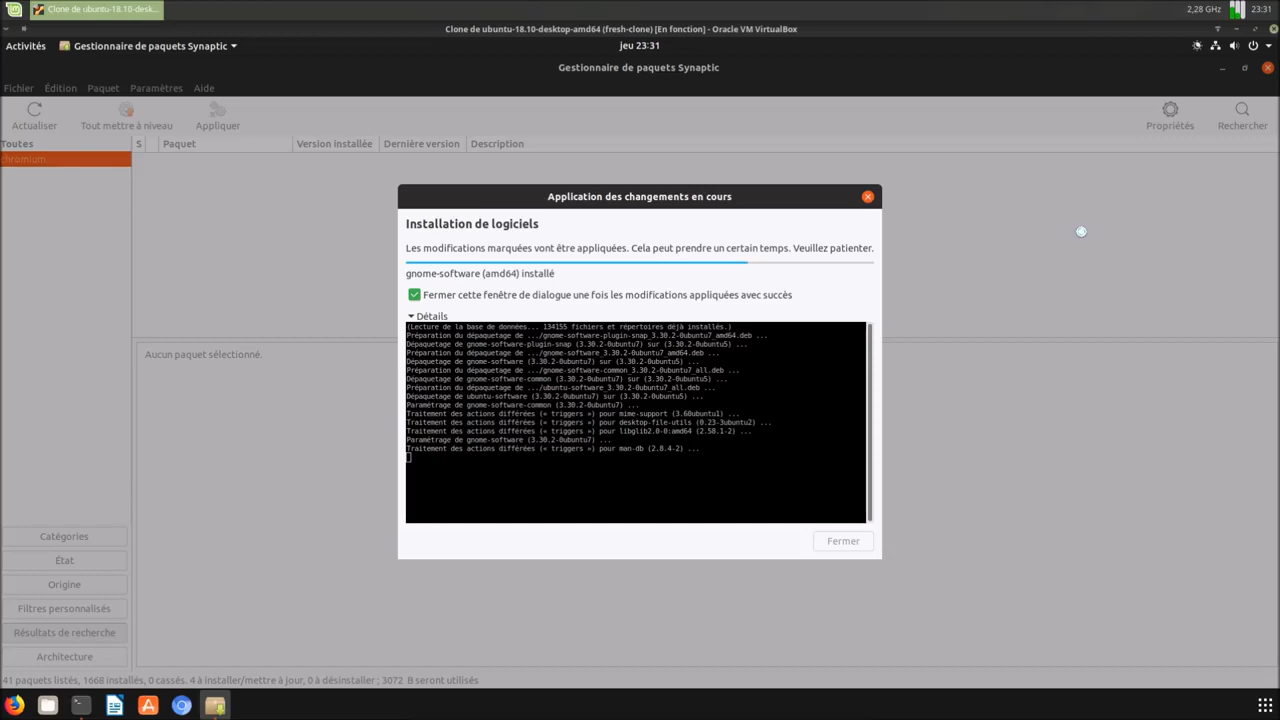 Clone de ubuntu-18.10-desk...
2,28 GHz
23:31
Clone de ubuntu-18.10-desktop-amd64 (fresh-clone) [En fonction] - Oracle VM VirtualBox
Activités
Gestionnaire de paquets Synaptic
jeu 23:31
Gestionnaire de paquets Synaptic
Fichier Édition Paquet Paramètres Aide
Actualiser Tout mettre à niveau Appliquer Propriétés Rechercher
Toutes
S Paquet Version installée Dernière version Description
chromium
Application des changements en cours
Installation de logiciels
Les modifications marquées vont être appliquées. Cela peut prendre un certain temps. Veuillez patienter.
gnome-software (amd64) installé
Fermer cette fenêtre de dialogue une fois les modifications appliquées avec succès
Détails
(Lecture de la base de données... 134155 fichiers et répertoires déjà installés.)
Préparation du dépaquetage de .../gnome-software-plugin-snap_3.30.2-0ubuntu7_amd64.deb ...
Dépaquetage de gnome-software-plugin-snap (3.30.2-0ubuntu7) sur (3.30.2-0ubuntu5) ...
Préparation du dépaquetage de .../gnome-software_3.30.2-0ubuntu7_amd64.deb ...
Dépaquetage de gnome-software (3.30.2-0ubuntu7) sur (3.30.2-0ubuntu5) ...
Préparation du dépaquetage de .../gnome-software-common_3.30.2-0ubuntu7_all.deb ...
Dépaquetage de gnome-software-common (3.30.2-0ubuntu7) sur (3.30.2-0ubuntu5) ...
Préparation du dépaquetage de .../ubuntu-software_3.30.2-0ubuntu7_all.deb ...
Dépaquetage de ubuntu-software (3.30.2-0ubuntu7) sur (3.30.2-0ubuntu5) ...
Paramétrage de gnome-software-common (3.30.2-0ubuntu7) ...
Traitement des actions différées (« triggers ») pour mime-support (3.60ubuntu1) ...
Traitement des actions différées (« triggers ») pour desktop-file-utils (0.23-3ubuntu2) ...
Traitement des actions différées (« triggers ») pour libglib2.0-0:amd64 (2.58.1-2) ...
Paramétrage de gnome-software (3.30.2-0ubuntu7) ...
Traitement des actions différées (« triggers ») pour man-db (2.8.4-2) ...
Fermer
Aucun paquet sélectionné.
Catégories
État
Origine
Filtres personnalisés
Résultats de recherche
Architecture
41 paquets listés, 1668 installés, 0 cassés. 4 à installer/mettre à jour, 0 à désinstaller ; 3072 B seront utilisés